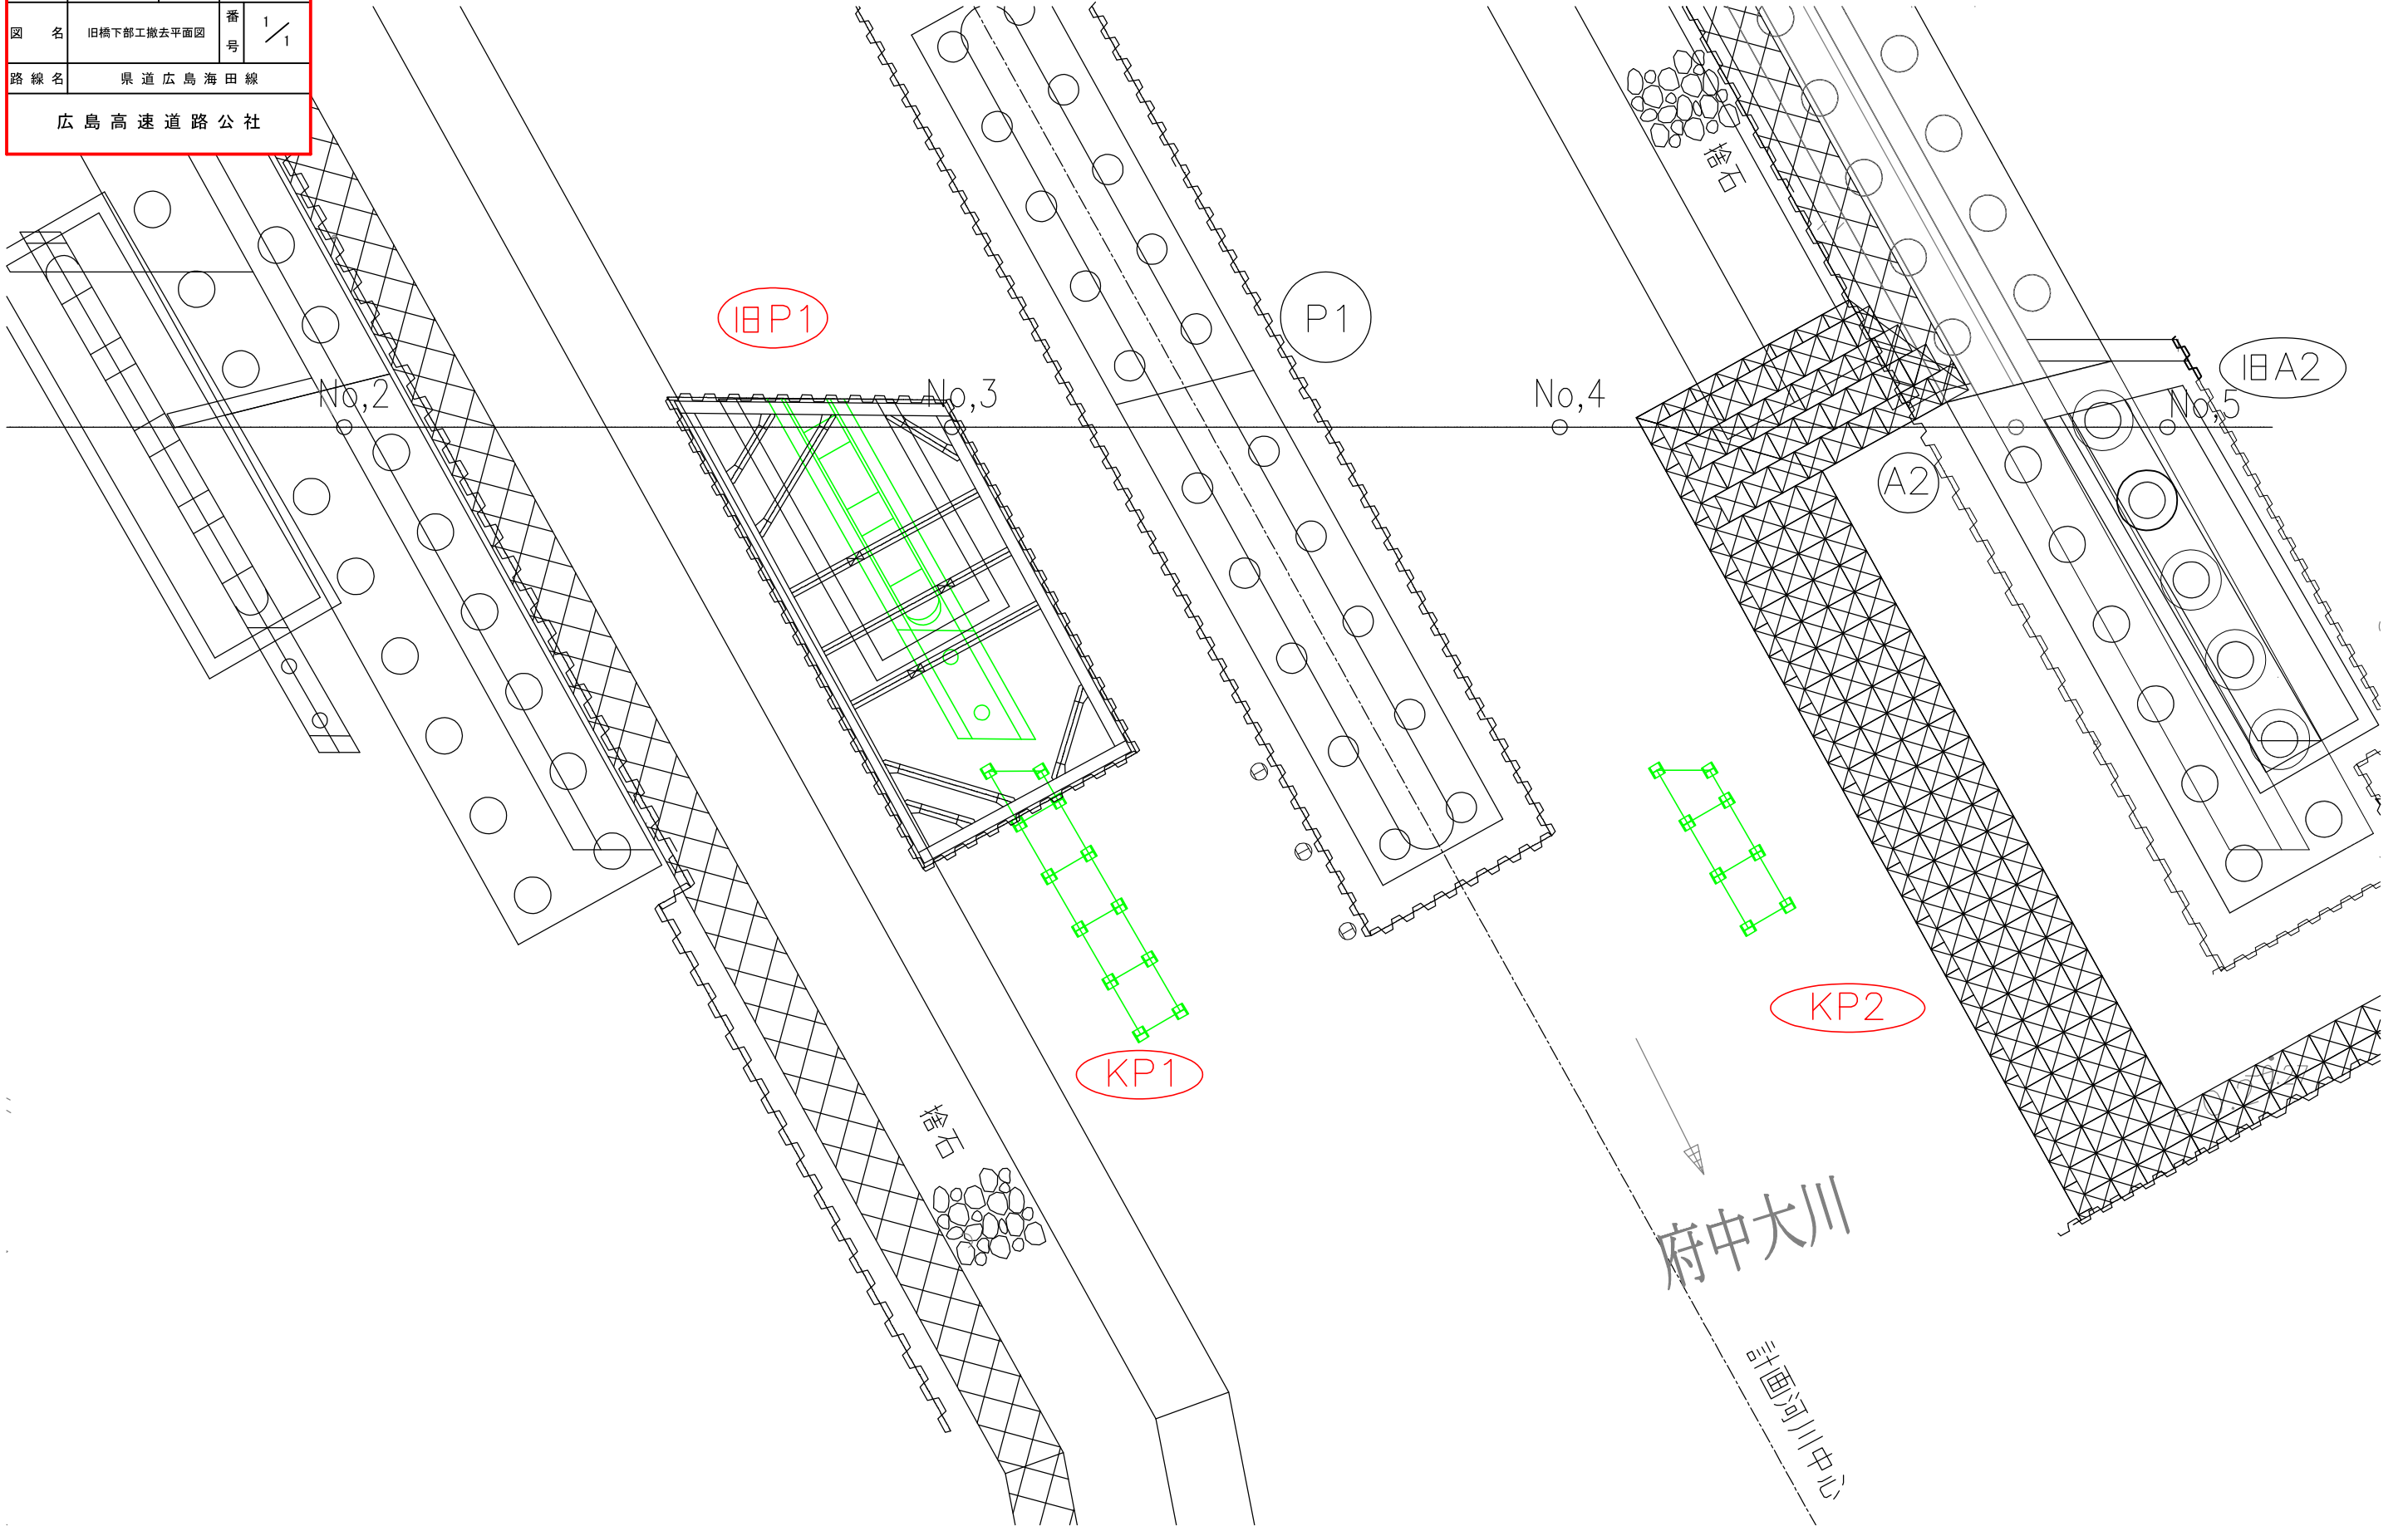 図 名 旧橋下部工撤去平面図 番号 1/1
路線名 県道広島海田線
広島高速道路公社
捨石
旧P1
P1
旧A2
No,2
No,3
No,4
No,5
A2
KP2
KP1
捨石
府中大川
計画河川中心